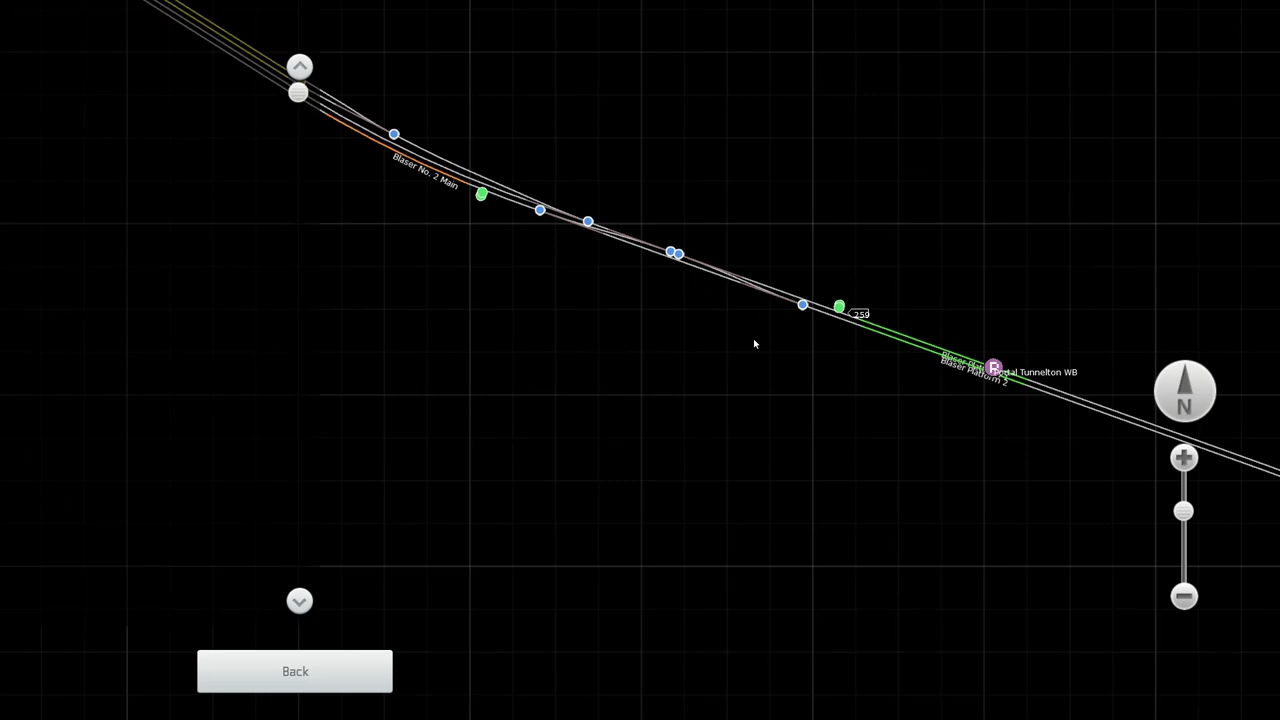 Blaser No. 2 Main
259
Blaser Platform 2
Tunnelton WB
N
Back